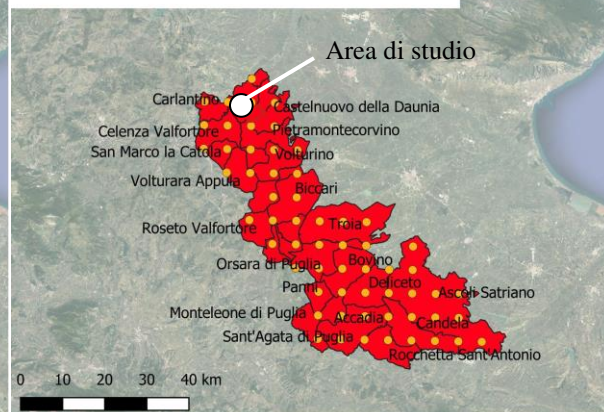 Area di studio
Carlantino
Castelnuovo della Daunia
Celenza Valfortore
Pietramontecorvino
San Marco la Catola
Volturino
Volturara Appula
Biccari
Roseto Valfortore
Troia
Orsara di Puglia
Bovino
Panni
Deliceto
Ascoli Satriano
Monteleone di Puglia
Accadia
Candela
Sant'Agata di Puglia
Rocchetta Sant'Antonio
0 10 20 30 40 km